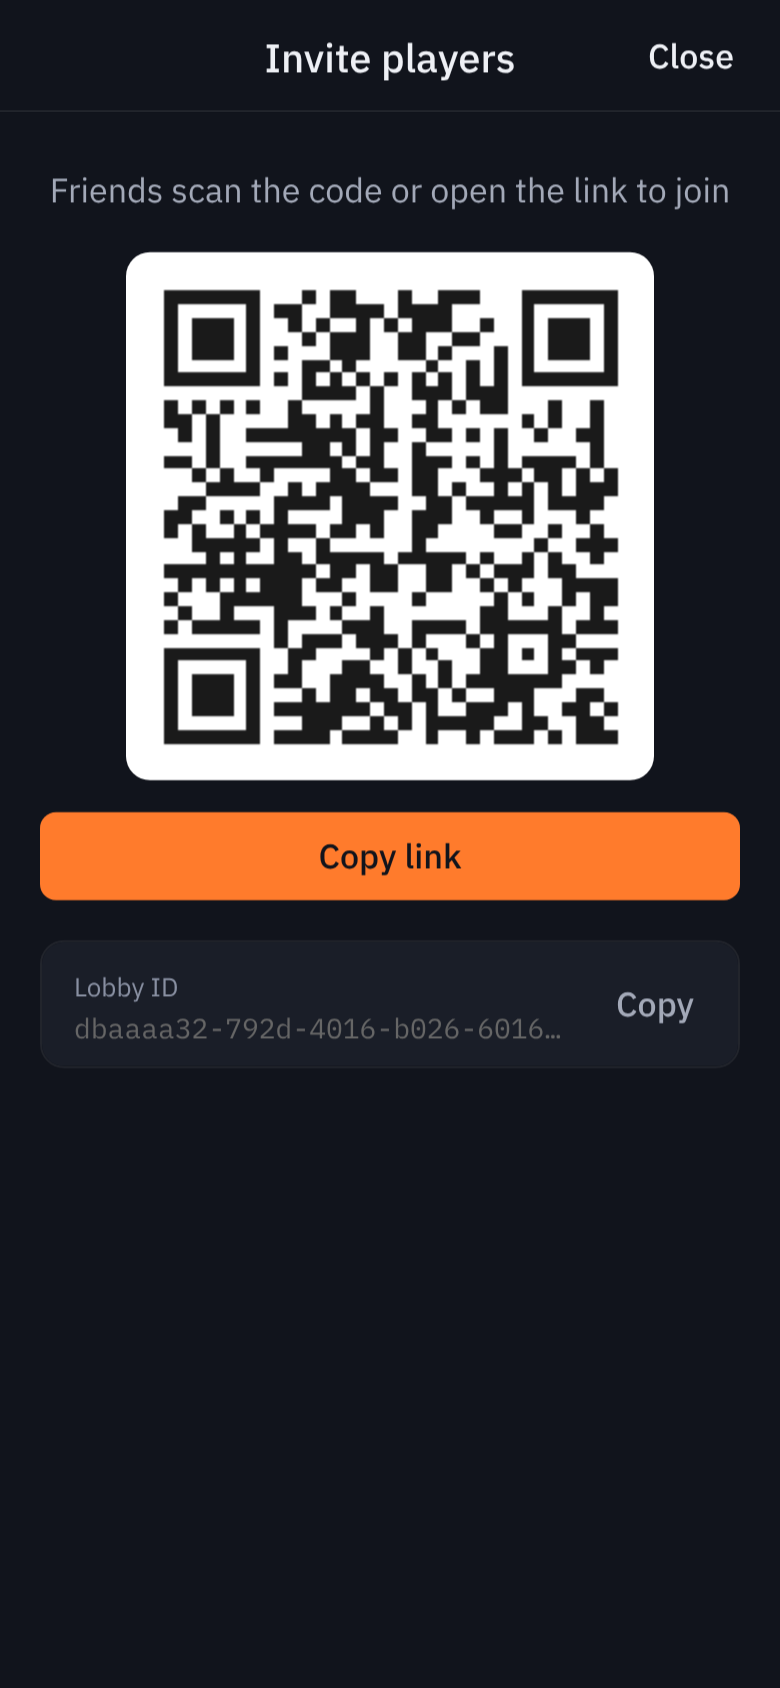 Invite players
Close
Friends scan the code or open the link to join
Copy link
Lobby ID
dbaaaa32-792d-4016-b026-6016…
Copy